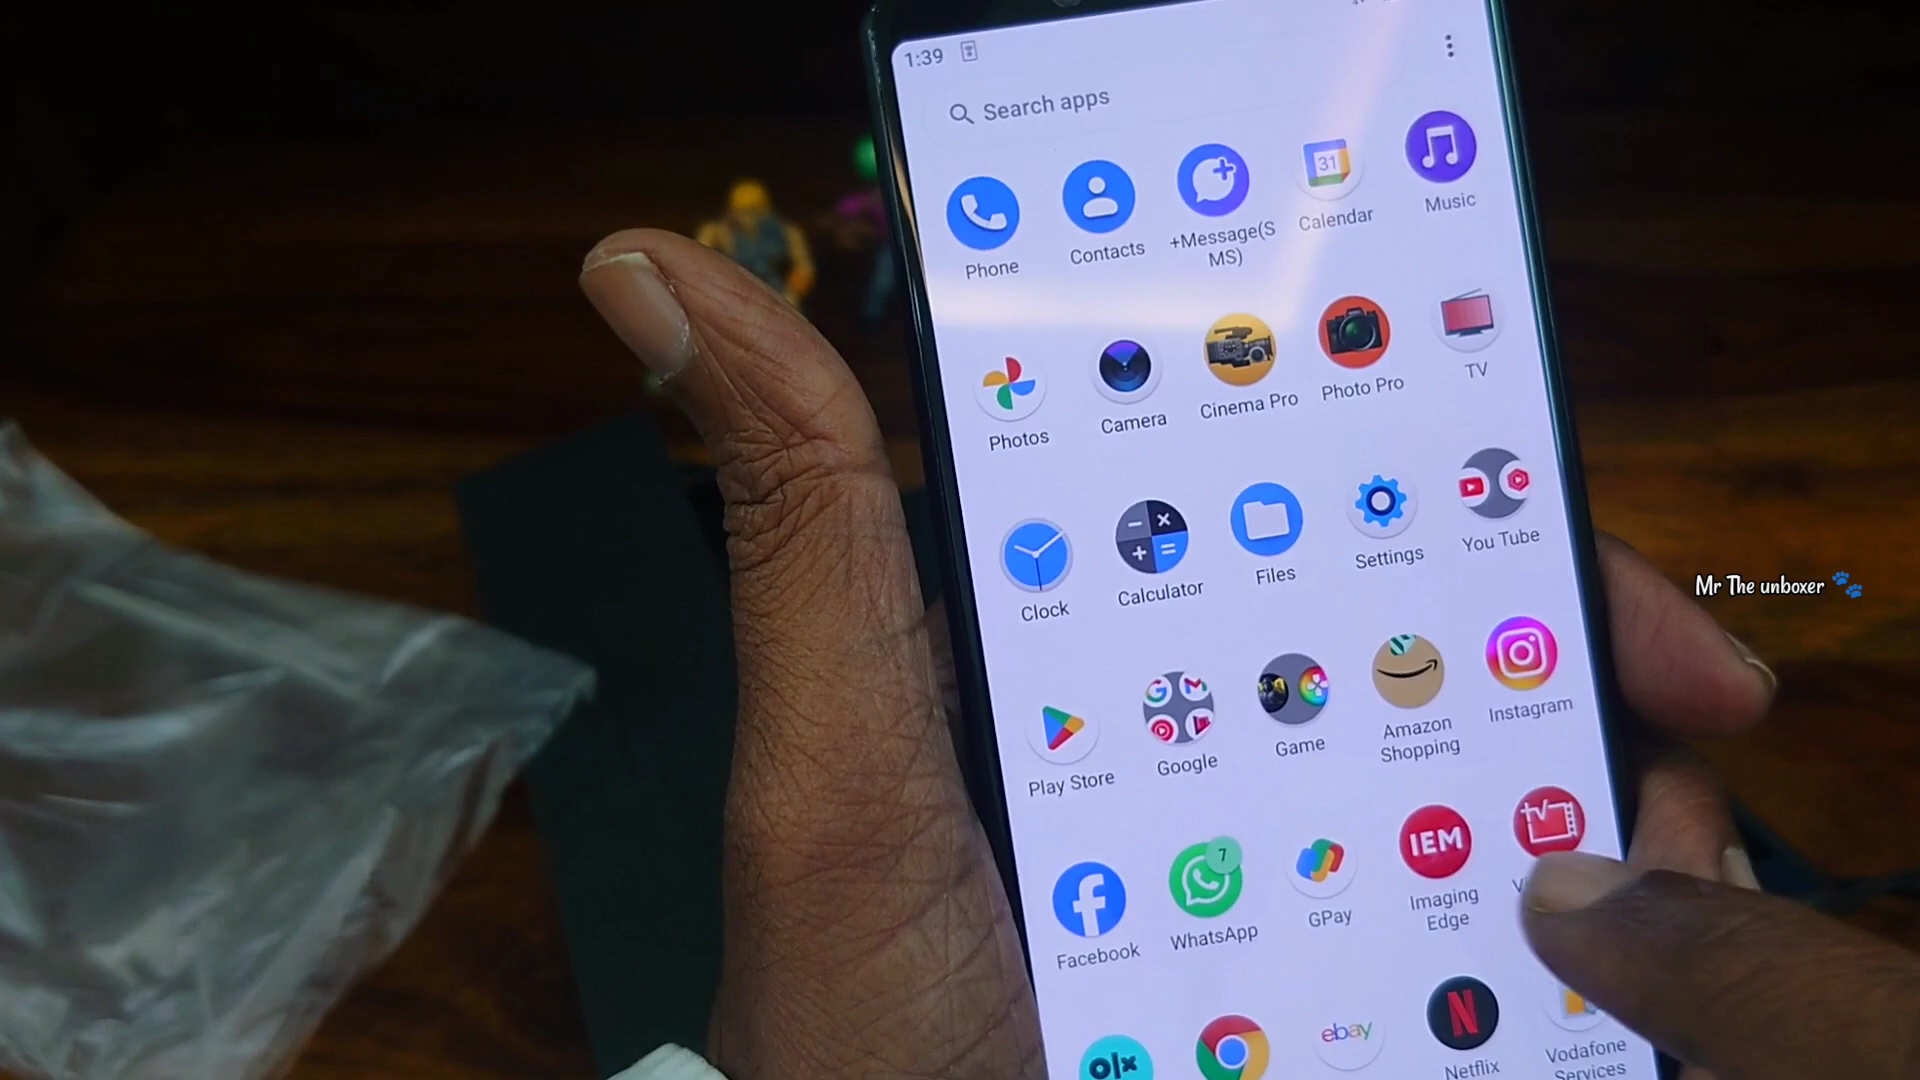 1:39
Search apps
Phone
Contacts
+Message(S
MS)
31
Calendar
Music
Photos
Camera
Cinema Pro
Photo Pro
TV
Clock
Calculator
Files
Settings
You Tube
Mr The unboxer 🐾
Play Store
Google
Game
Amazon
Shopping
Instagram
Facebook
7
WhatsApp
GPay
IEM
Imaging
Edge
TV
olx
ebay
N
Netflix
Vodafone
Services